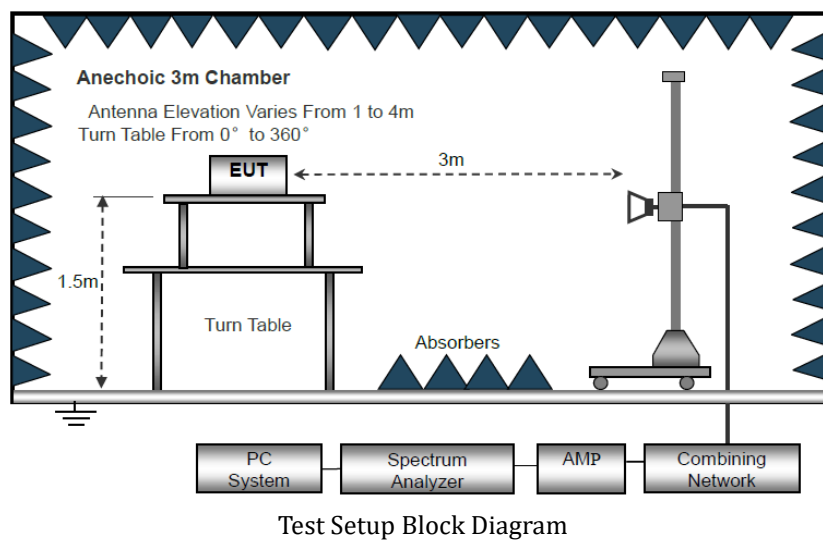 Anechoic 3m Chamber
Antenna Elevation Varies From 1 to 4m
Turn Table From 0° to 360°
EUT
3m
1.5m
Turn Table
Absorbers
PC
System
Spectrum
Analyzer
AMP
Combining
Network
Test Setup Block Diagram